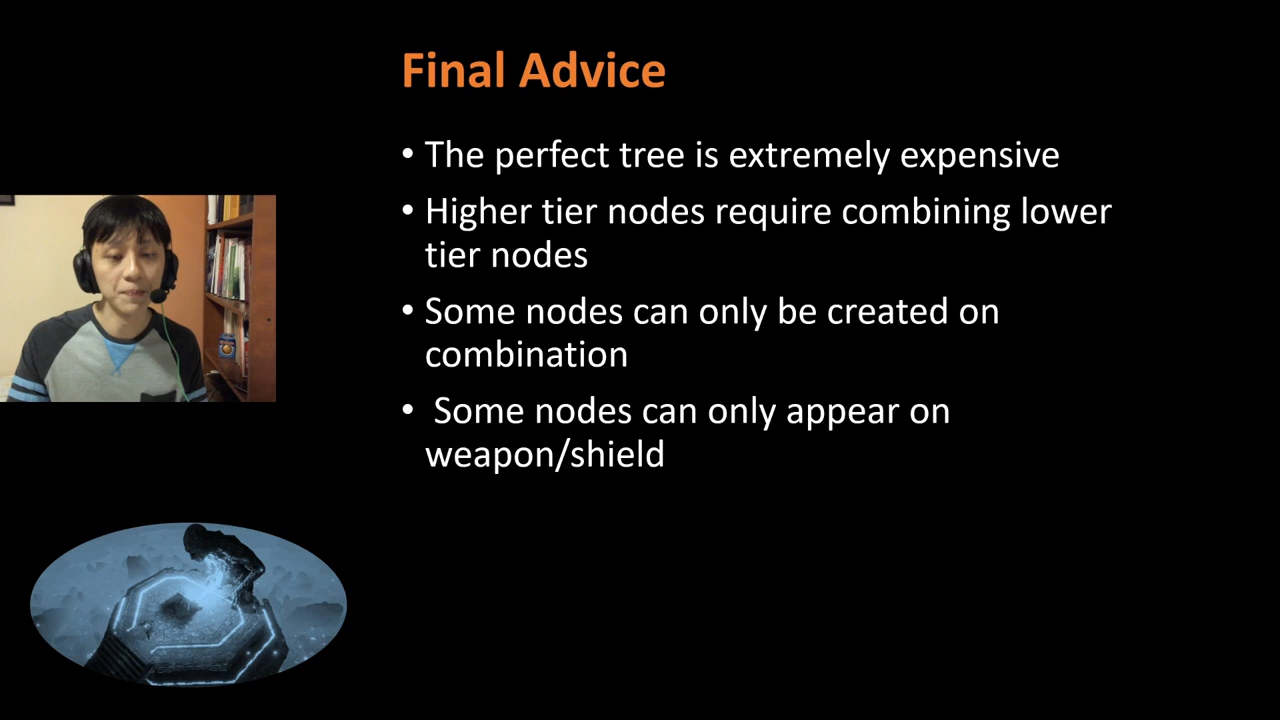 Final Advice
• The perfect tree is extremely expensive
• Higher tier nodes require combining lower
tier nodes
• Some nodes can only be created on
combination
• Some nodes can only appear on
weapon/shield